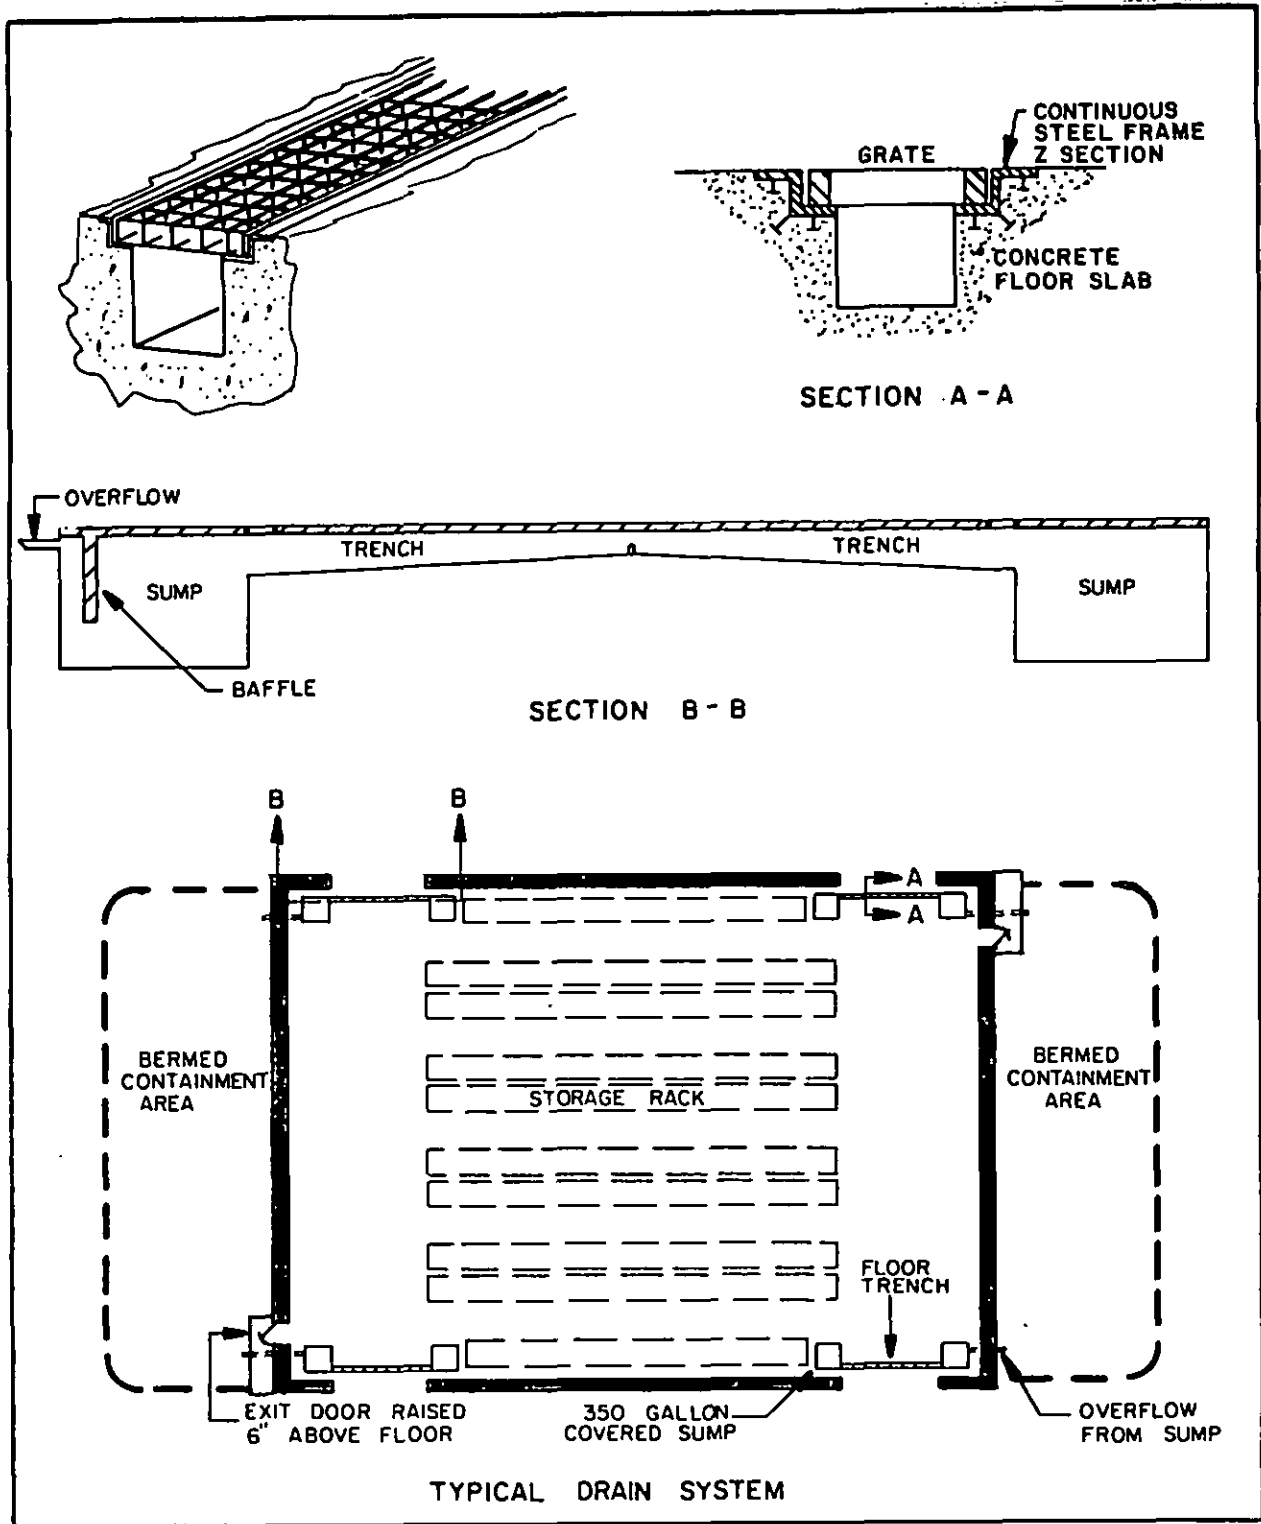 CONTINUOUS
STEEL FRAME
Z SECTION
GRATE
CONCRETE
FLOOR SLAB
SECTION A-A
OVERFLOW
TRENCH
TRENCH
SUMP
SUMP
BAFFLE
SECTION B-B
B
B
A
A
BERMED
CONTAINMENT
AREA
BERMED
CONTAINMENT
AREA
STORAGE RACK
FLOOR
TRENCH
EXIT DOOR RAISED
6" ABOVE FLOOR
350 GALLON
COVERED SUMP
OVERFLOW
FROM SUMP
TYPICAL DRAIN SYSTEM